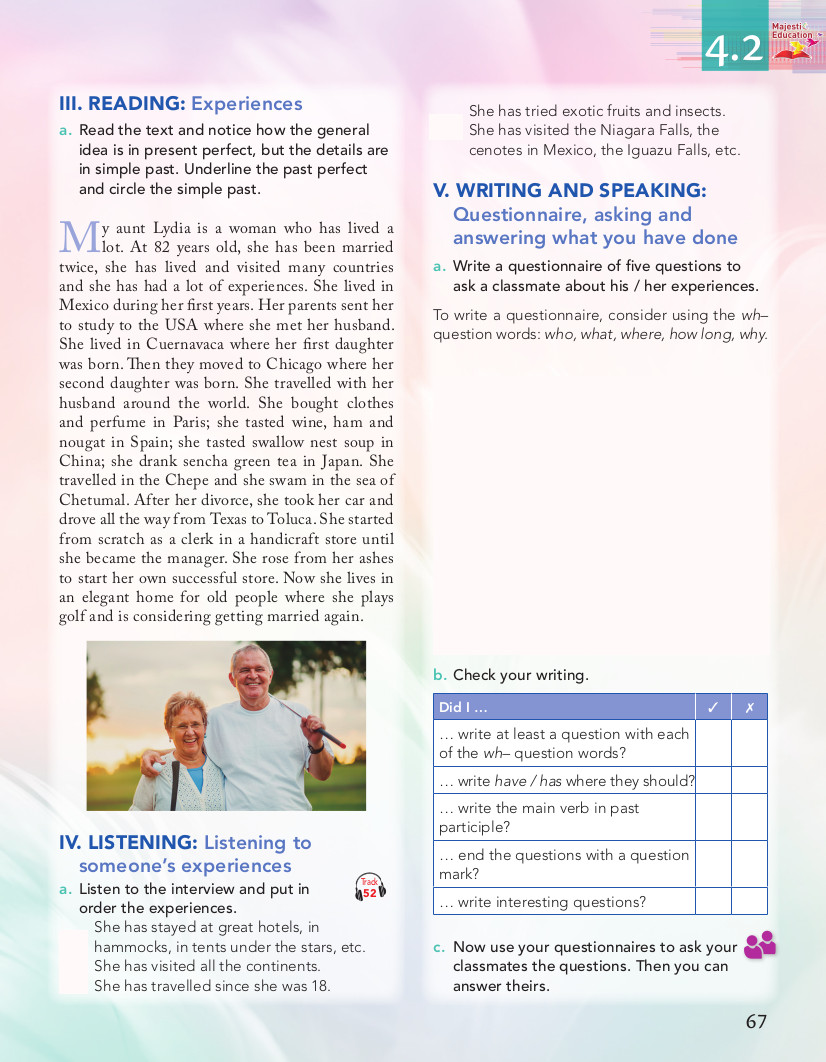 4.2
Majestic Education
III. READING: Experiences
a. Read the text and notice how the general
idea is in present perfect, but the details are
in simple past. Underline the past perfect
and circle the simple past.
My aunt Lydia is a woman who has lived a
lot. At 82 years old, she has been married
twice, she has lived and visited many countries
and she has had a lot of experiences. She lived in
Mexico during her first years. Her parents sent her
to study to the USA where she met her husband.
She lived in Cuernavaca where her first daughter
was born. Then they moved to Chicago where her
second daughter was born. She travelled with her
husband around the world. She bought clothes
and perfume in Paris; she tasted wine, ham and
nougat in Spain; she tasted swallow nest soup in
China; she drank sencha green tea in Japan. She
travelled in the Chepe and she swam in the sea of
Chetumal. After her divorce, she took her car and
drove all the way from Texas to Toluca. She started
from scratch as a clerk in a handicraft store until
she became the manager. She rose from her ashes
to start her own successful store. Now she lives in
an elegant home for old people where she plays
golf and is considering getting married again.
IV. LISTENING: Listening to
someone's experiences
a. Listen to the interview and put in
order the experiences.
Track
52
She has stayed at great hotels, in
hammocks, in tents under the stars, etc.
She has visited all the continents.
She has travelled since she was 18.
She has tried exotic fruits and insects.
She has visited the Niagara Falls, the
cenotes in Mexico, the Iguazu Falls, etc.
V. WRITING AND SPEAKING:
Questionnaire, asking and
answering what you have done
a. Write a questionnaire of five questions to
ask a classmate about his / her experiences.
To write a questionnaire, consider using the wh–
question words: who, what, where, how long, why.
b. Check your writing.
Did I ... ✓ ✗
... write at least a question with each
of the wh– question words?
... write have / has where they should?
... write the main verb in past
participle?
... end the questions with a question
mark?
... write interesting questions?
c. Now use your questionnaires to ask your
classmates the questions. Then you can
answer theirs.
67